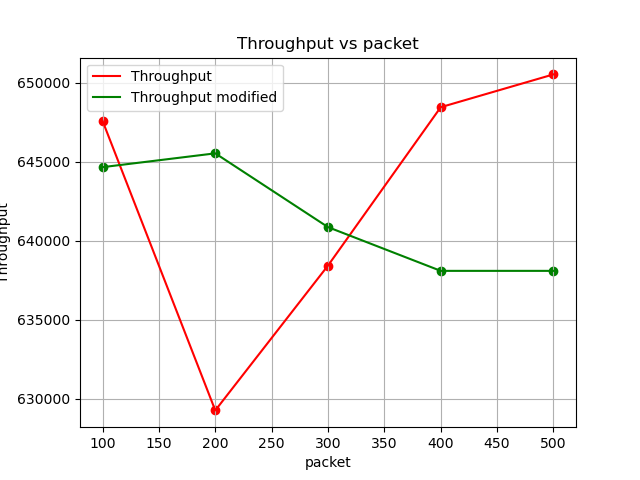 Throughput vs packet
Throughput
Throughput modified
650000
645000
640000
635000
630000
Throughput
100 150 200 250 300 350 400 450 500
packet